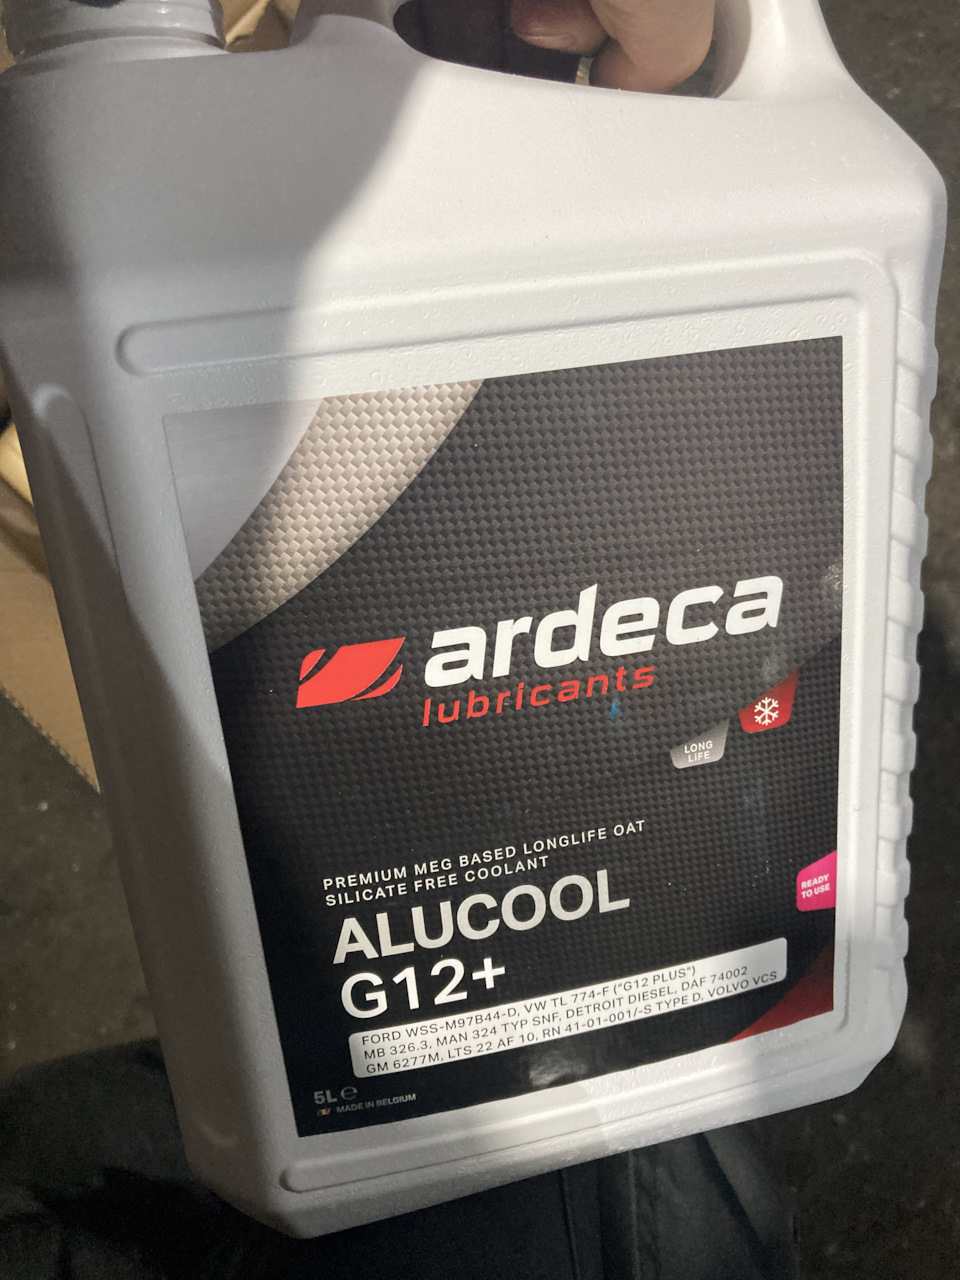 ardeca
lubricants
LONG
LIFE
PREMIUM MEG BASED LONGLIFE OAT
SILICATE FREE COOLANT
READY
TO USE
ALUCOOL
G12+
FORD WSS-M97B44-D, VW TL 774-F ("G12 PLUS")
MB 326.3, MAN 324 TYP SNF, DETROIT DIESEL, DAF 74002
GM 6277M, LTS 22 AF 10, RN 41-01-001/-S TYPE D, VOLVO VCS
5L e
MADE IN BELGIUM